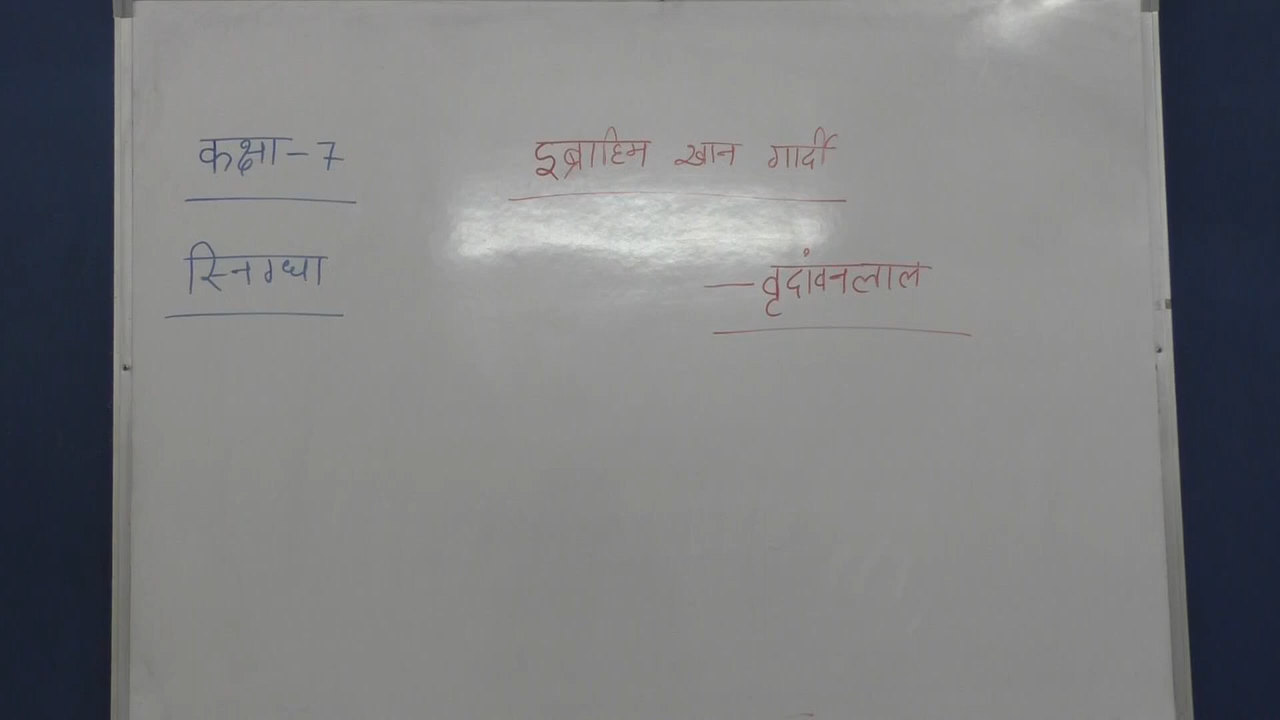 कक्षा-7
इब्राहिम खान गार्दी
स्निग्धा
-वृदांवनलाल